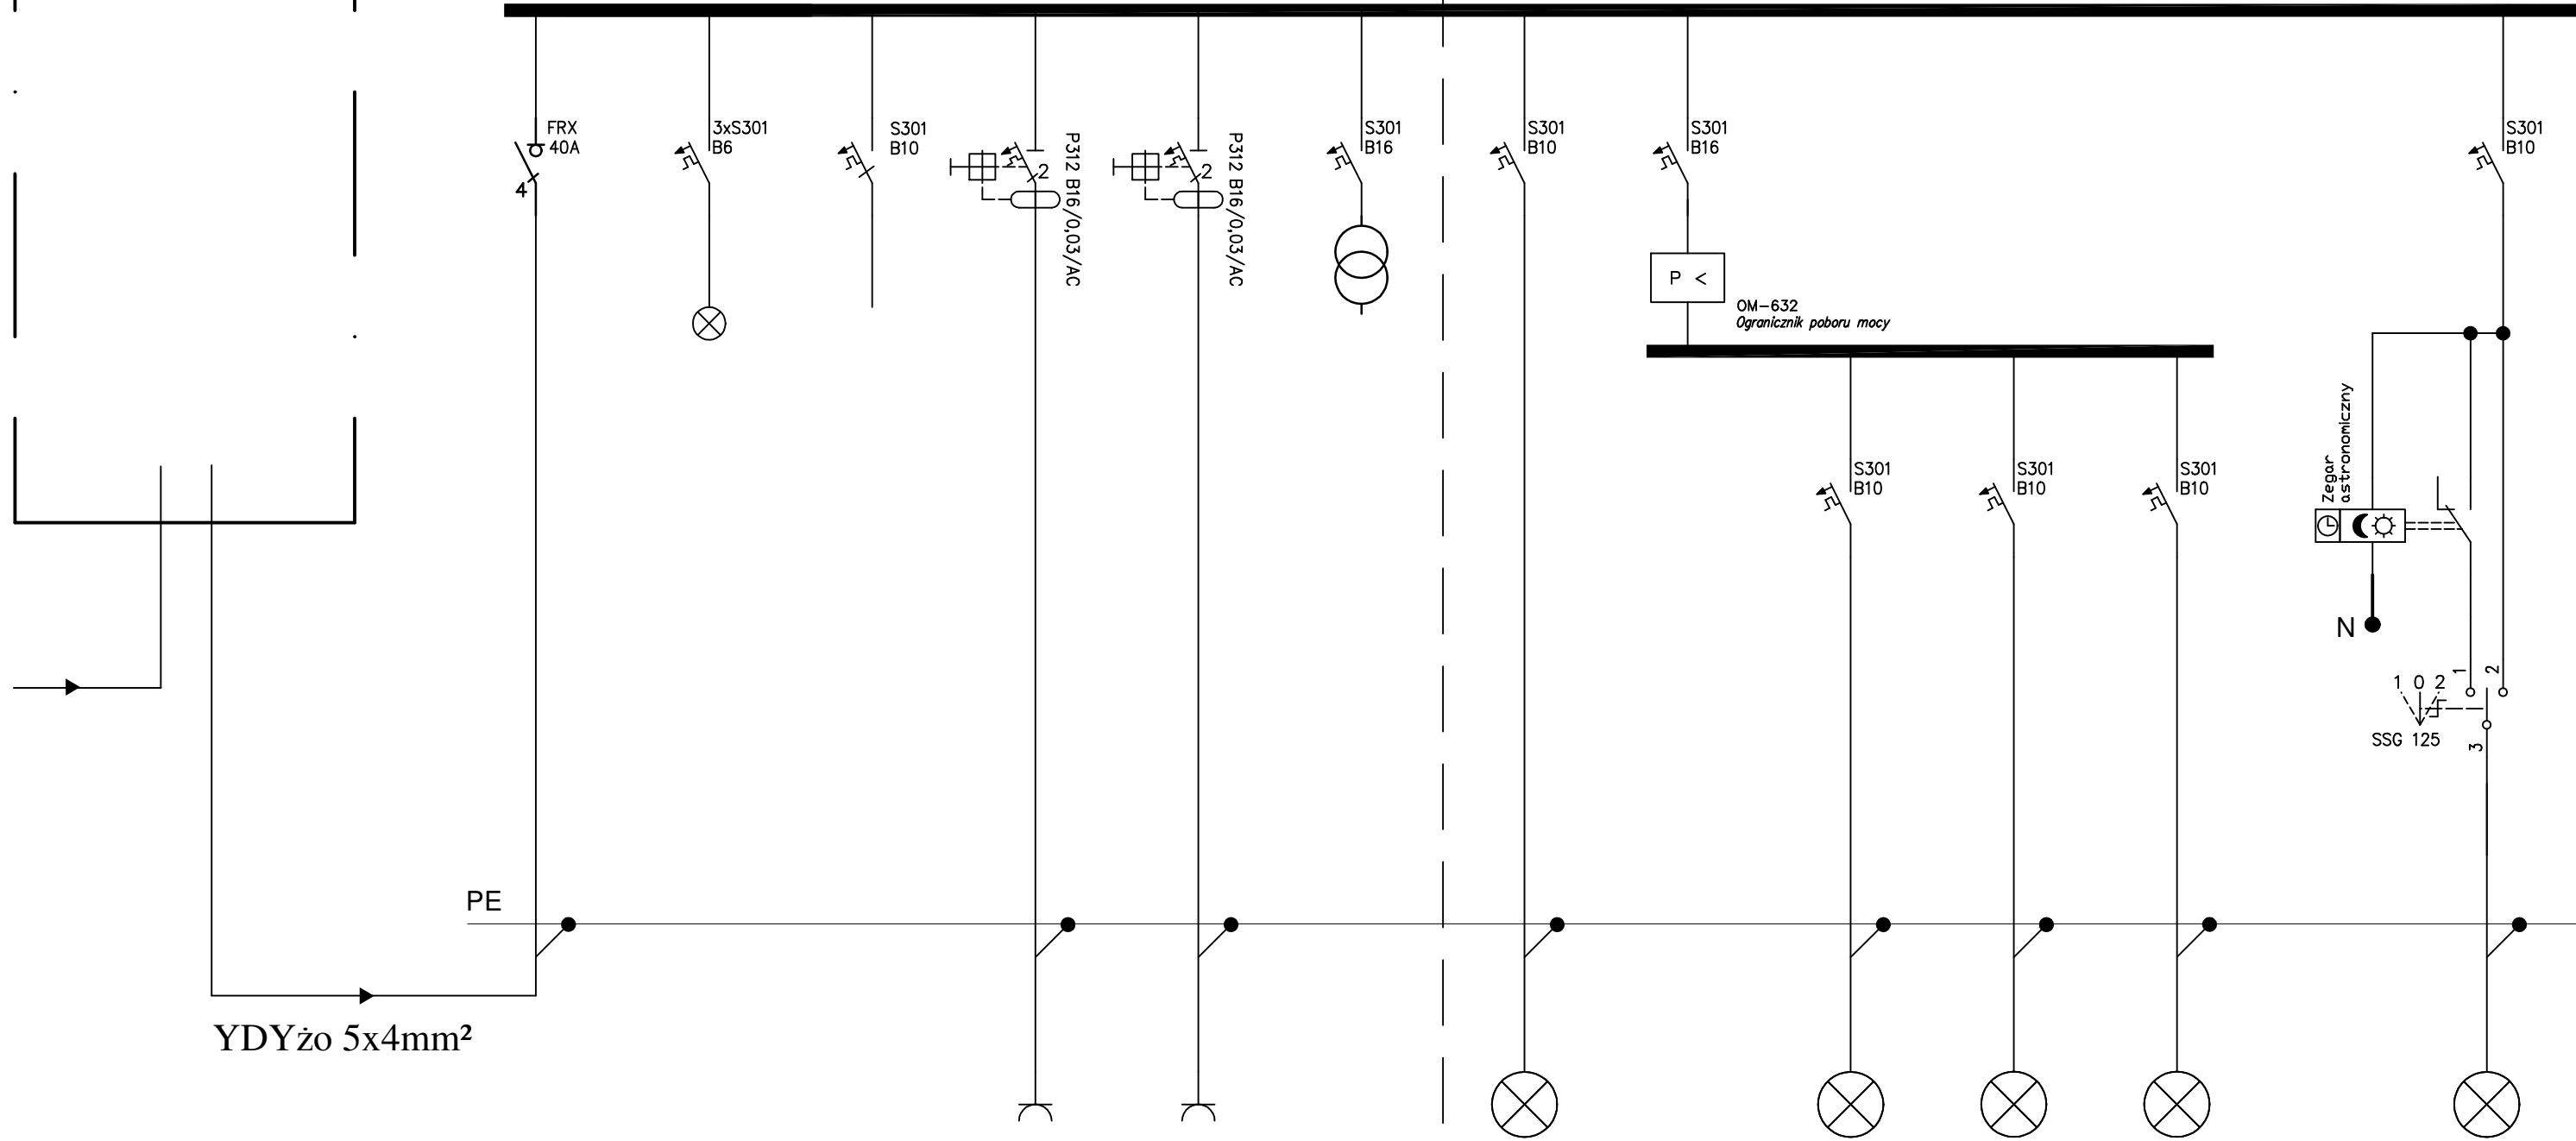 FRX
40A
4
3xS301
B6
S301
B10
2
P312 B16/0,03/AC
2
P312 B16/0,03/AC
S301
B16
S301
B10
S301
B16
S301
B10
P <
OM-632
Ogranicznik poboru mocy
S301
B10
S301
B10
S301
B10
Zegar
astronomiczny
N
1
2
1 0 2
SSG 125
3
PE
YDYżo 5x4mm²